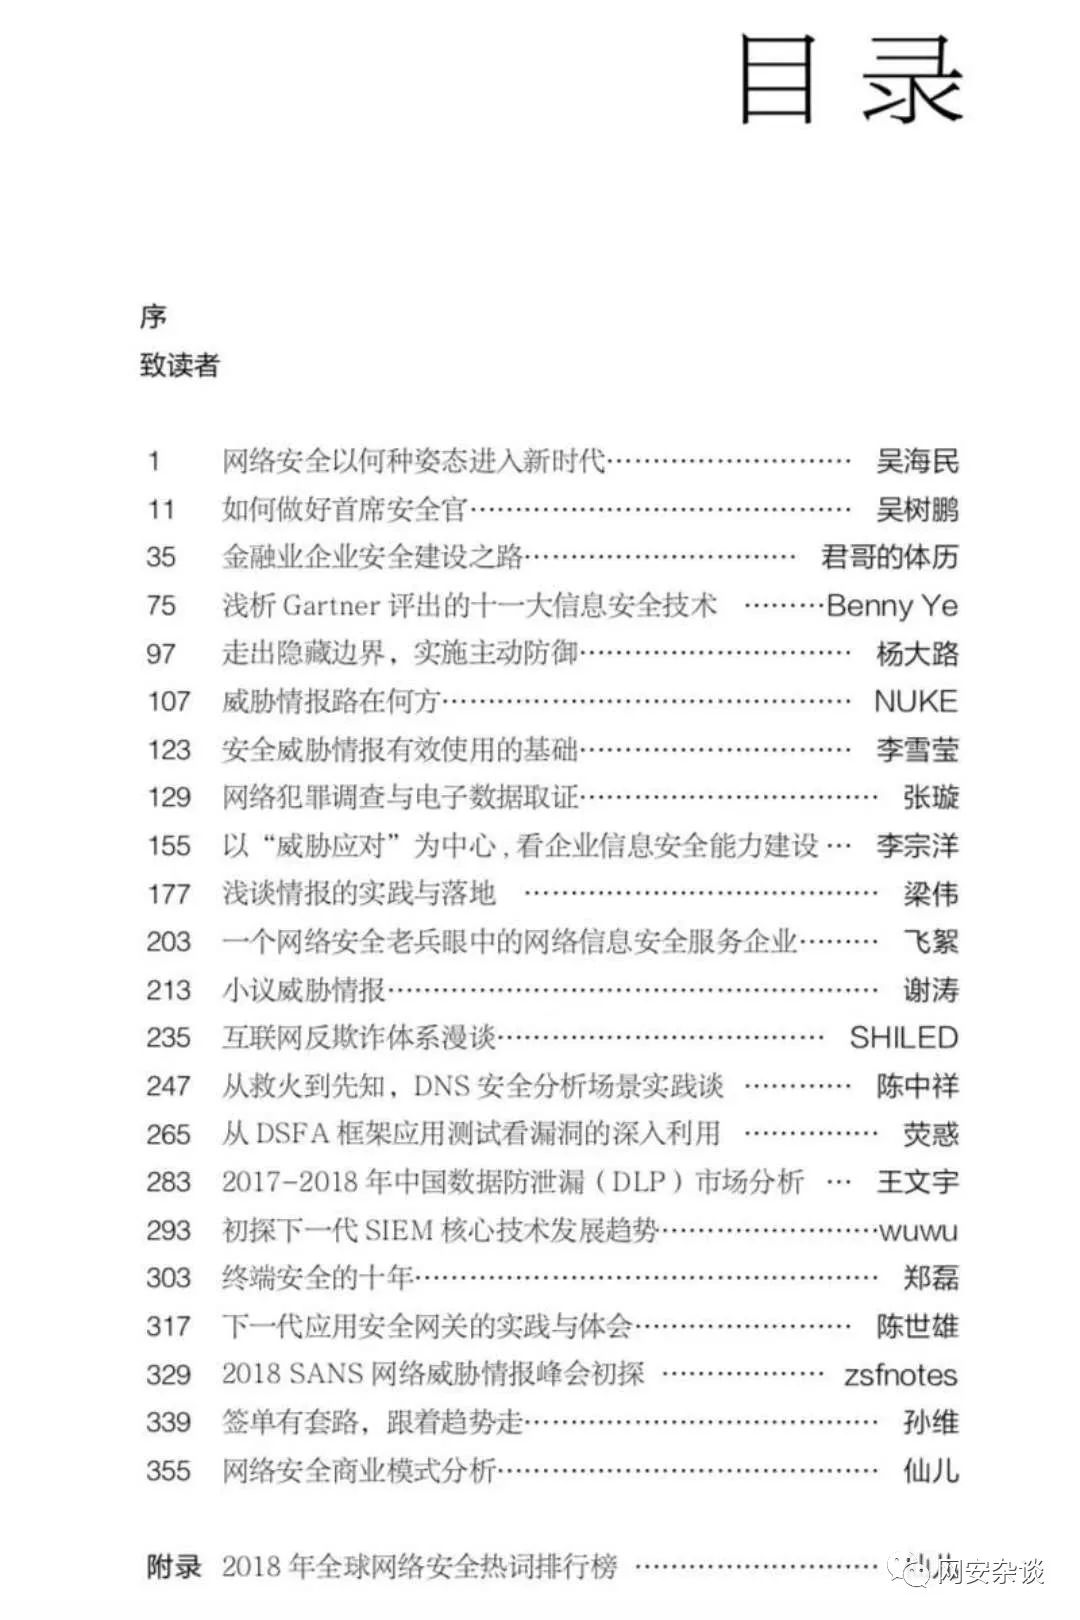 目录
序
致读者
1 网络安全以何种姿态进入新时代………………………… 吴海民
11 如何做好首席安全官……………………………………… 吴树鹏
35 金融业企业安全建设之路………………………… 君哥的体历
75 浅析 Gartner 评出的十一大信息安全技术 ………Benny Ye
97 走出隐藏边界，实施主动防御………………………… 杨大路
107 威胁情报路在何方……………………………………… NUKE
123 安全威胁情报有效使用的基础………………………… 李雪莹
129 网络犯罪调查与电子数据取证…………………………… 张璇
155 以“威胁应对”为中心,看企业信息安全能力建设… 李宗洋
177 浅谈情报的实践与落地 ………………………………… 梁伟
203 一个网络安全老兵眼中的网络信息安全服务企业……… 飞絮
213 小议威胁情报……………………………………………… 谢涛
235 互联网反欺诈体系漫谈……………………………… SHILED
247 从救火到先知，DNS 安全分析场景实践谈 ………… 陈中祥
265 从 DSFA 框架应用测试看漏洞的深入利用 …………… 荧惑
283 2017-2018 年中国数据防泄漏（DLP）市场分析 … 王文宇
293 初探下一代 SIEM 核心技术发展趋势……………………wuwu
303 终端安全的十年…………………………………………… 郑磊
317 下一代应用安全网关的实践与体会…………………… 陈世雄
329 2018 SANS 网络威胁情报峰会初探 ……………… zsfnotes
339 签单有套路，跟着趋势走………………………………… 孙维
355 网络安全商业模式分析…………………………………… 仙儿
附录 2018 年全球网络安全热词排行榜 ………………………
网安杂谈